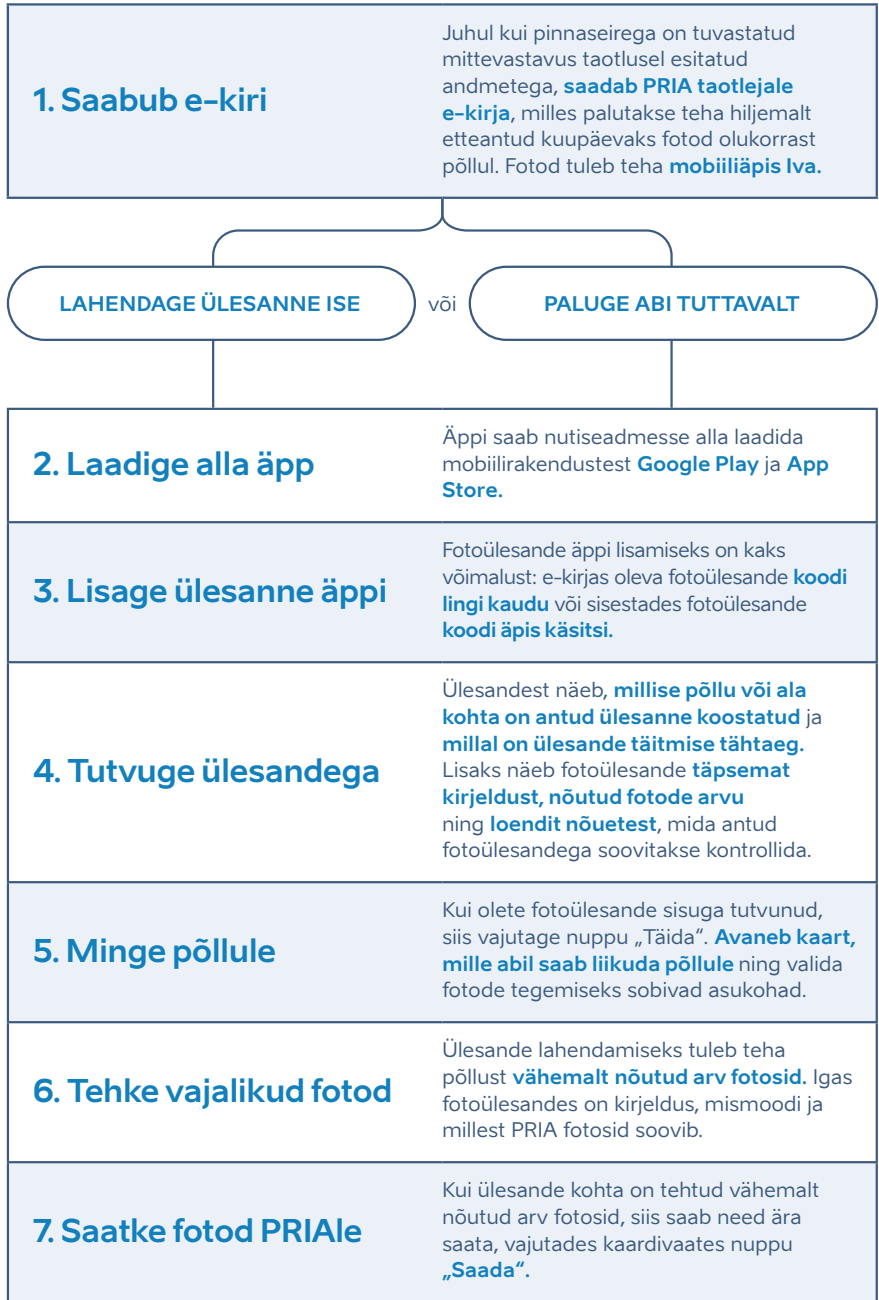 1. Saabub e-kiri
Juhul kui pinnaseirega on tuvastatud
mittevastavus taotlusel esitatud
andmetega, saadab PRIA taotlejale
e-kirja, milles palutakse teha hiljemalt
etteantud kuupäevaks fotod olukorrast
põllul. Fotod tuleb teha mobiiliäpis Iva.
LAHENDAGE ÜLESANNE ISE
või
PALUGE ABI TUTTAVALT
2. Laadige alla äpp
Äppi saab nutiseadmesse alla laadida
mobiilirakendustest Google Play ja App
Store.
3. Lisage ülesanne äppi
Fotoülesande äppi lisamiseks on kaks
võimalust: e-kirjas oleva fotoülesande koodi
lingi kaudu või sisestades fotoülesande
koodi äpis käsitsi.
4. Tutvuge ülesandega
Ülesandest näeb, millise põllu või ala
kohta on antud ülesanne koostatud ja
millal on ülesande täitmise tähtaeg.
Lisaks näeb fotoülesande täpsemat
kirjeldust, nõutud fotode arvu
ning loendit nõuetest, mida antud
fotoülesandega soovitakse kontrollida.
5. Minge põllule
Kui olete fotoülesande sisuga tutvunud,
siis vajutage nuppu „Täida“. Avaneb kaart,
mille abil saab liikuda põllule ning valida
fotode tegemiseks sobivad asukohad.
6. Tehke vajalikud fotod
Ülesande lahendamiseks tuleb teha
põllust vähemalt nõutud arv fotosid. Igas
fotoülesandes on kirjeldus, mismoodi ja
millest PRIA fotosid soovib.
7. Saatke fotod PRIAle
Kui ülesande kohta on tehtud vähemalt
nõutud arv fotosid, siis saab need ära
saata, vajutades kaardivaates nuppu
„Saada“.